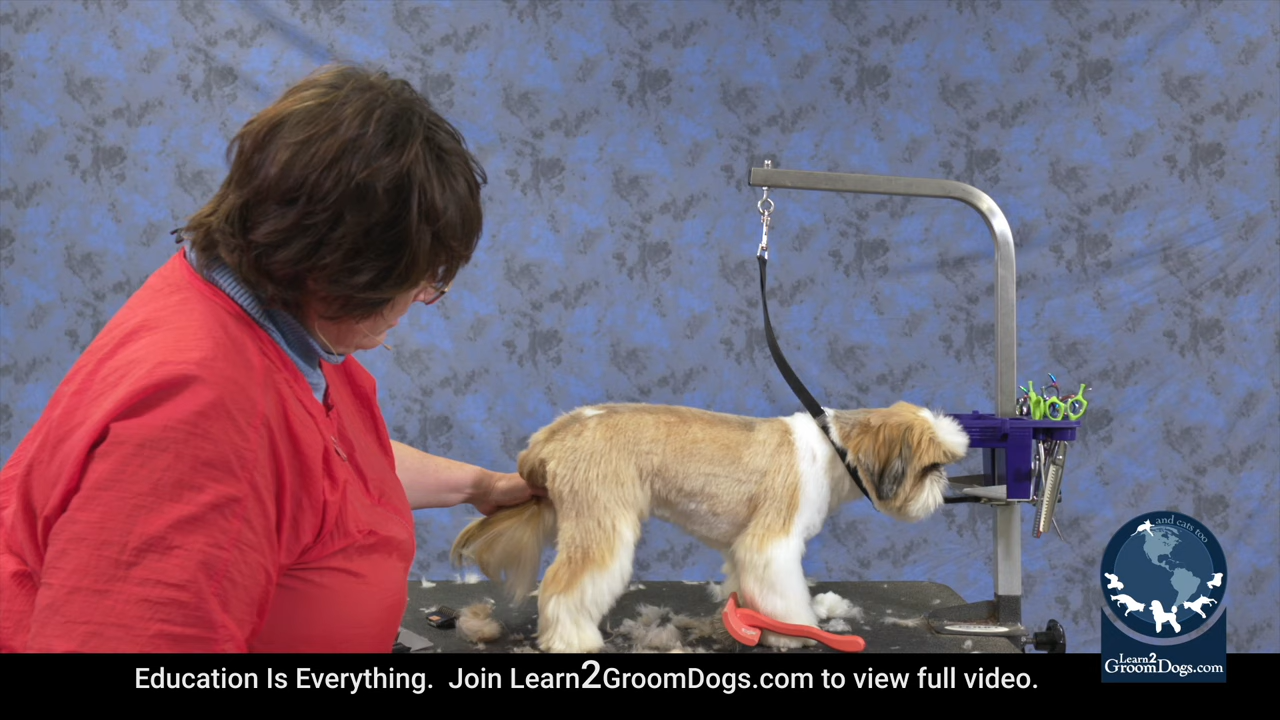 and cats too
Learn2
GroomDogs.com
Education Is Everything.  Join Learn2GroomDogs.com to view full video.